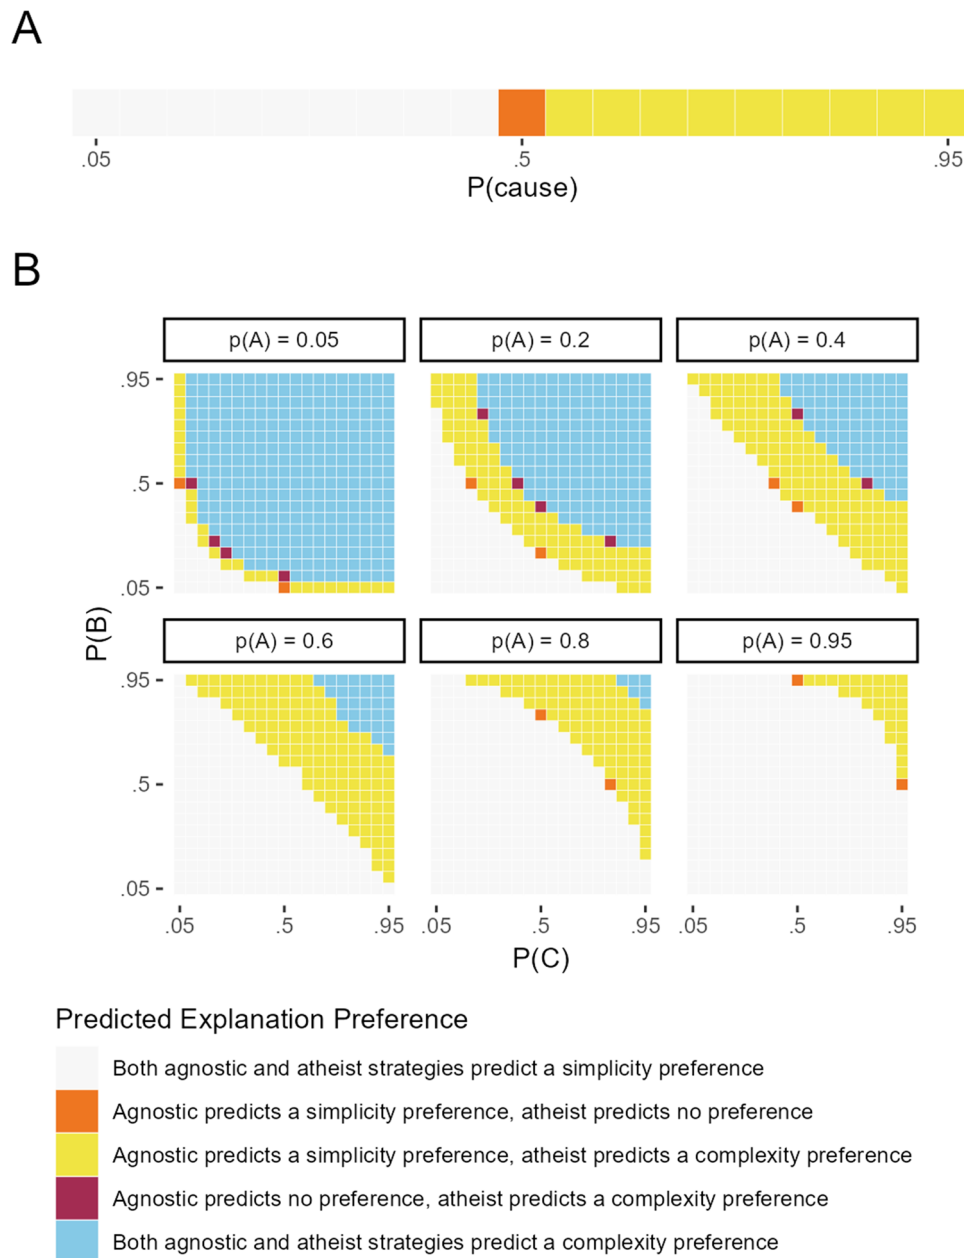 A
.05 .5 .95
P(cause)
B
p(A) = 0.05 p(A) = 0.2 p(A) = 0.4
.95
.5
.05
P(B)
p(A) = 0.6 p(A) = 0.8 p(A) = 0.95
.95
.5
.05
.05 .5 .95 .05 .5 .95 .05 .5 .95
P(C)
Predicted Explanation Preference
Both agnostic and atheist strategies predict a simplicity preference
Agnostic predicts a simplicity preference, atheist predicts no preference
Agnostic predicts a simplicity preference, atheist predicts a complexity preference
Agnostic predicts no preference, atheist predicts a complexity preference
Both agnostic and atheist strategies predict a complexity preference